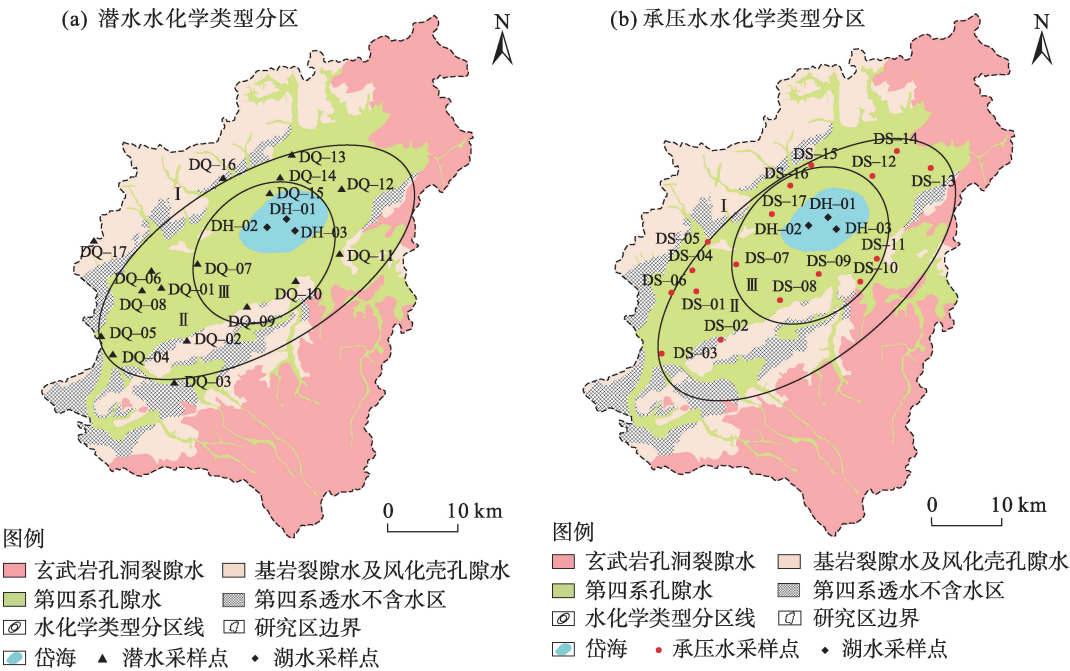 (a) 潜水水化学类型分区
N
DQ–16
DQ–13
DQ–14
DQ–12
DQ–15
I
DH–01
DH–02
DH–03
DQ–17
DQ–11
DQ–06
DQ–07
DQ–01
III
DQ–10
DQ–08
DQ–09
II
DQ–05
DQ–02
DQ–04
DQ–03
0 10 km
图例
玄武岩孔洞裂隙水
基岩裂隙水及风化壳孔隙水
第四系孔隙水
第四系透水不含水区
水化学类型分区线
研究区边界
岱海
潜水采样点
湖水采样点
(b) 承压水水化学类型分区
N
DS–14
DS–15
DS–12
DS–16
DS–13
DS–17
I
DH–01
DH–02
DH–03
DS–05
DS–11
DS–04
DS–07
DS–09
DS–10
DS–06
III
DS–08
DS–01
II
DS–02
DS–03
0 10 km
图例
玄武岩孔洞裂隙水
基岩裂隙水及风化壳孔隙水
第四系孔隙水
第四系透水不含水区
水化学类型分区线
研究区边界
岱海
承压水采样点
湖水采样点